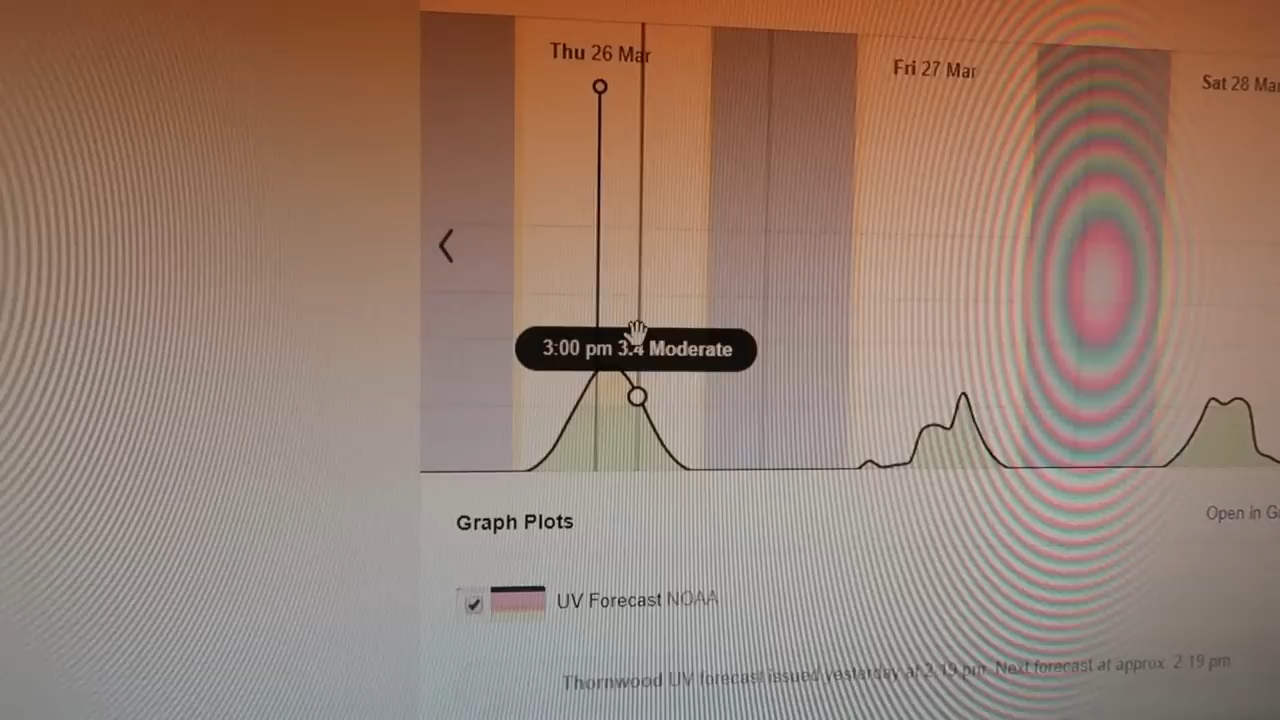 Thu 26 Mar
Fri 27 Mar
Sat 28 Mar
3:00 pm 3.4 Moderate
Graph Plots
Open in
UV Forecast NOAA
Thornwood UV forecast issued yesterday at 2:19 pm. Next forecast at approx. 2:19 pm